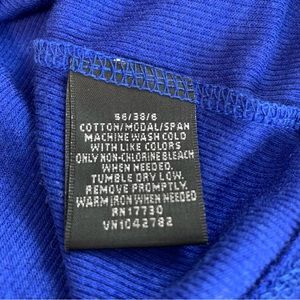 56/38/6
COTTON/MODAL/SPAN
MACHINE WASH COLD
WITH LIKE COLORS
ONLY NON-CHLORINE BLEACH
WHEN NEEDED.
TUMBLE DRY LOW.
REMOVE PROMPTLY.
WARM IRON WHEN NEEDED
RN17730
VN1042782